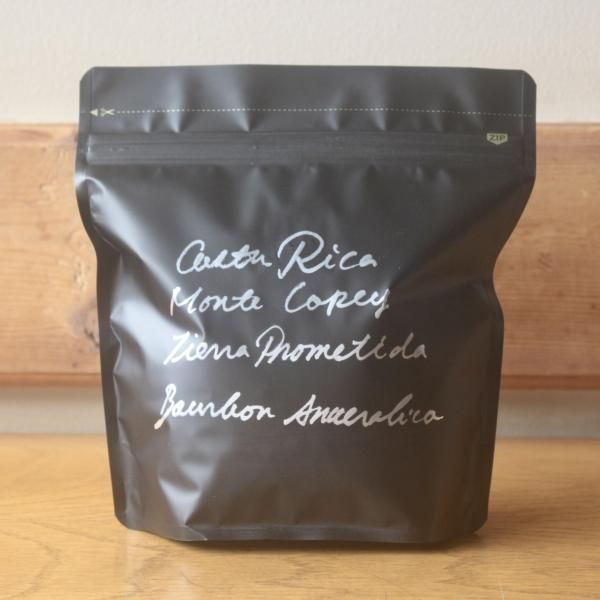 ZIP
Costa Rica
Monte Copey
Tierra Prometida
Bourbon Anaerobico